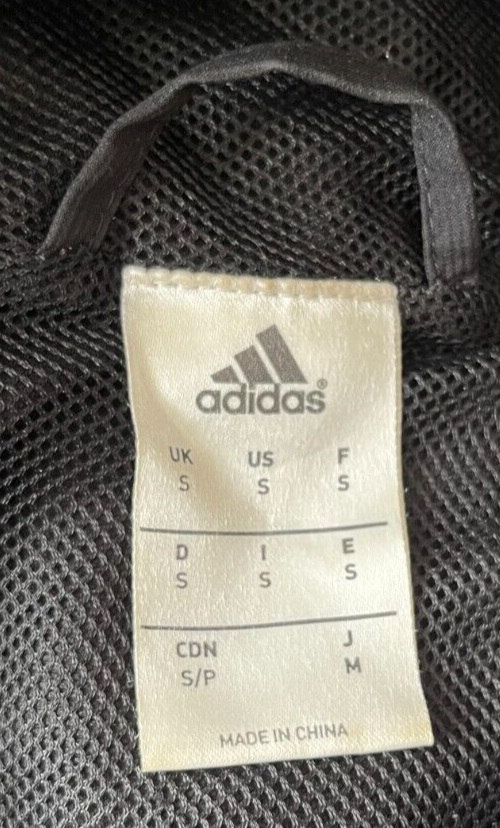 adidas®
UK US F
S S S
D I E
S S S
CDN J
S/P M
MADE IN CHINA